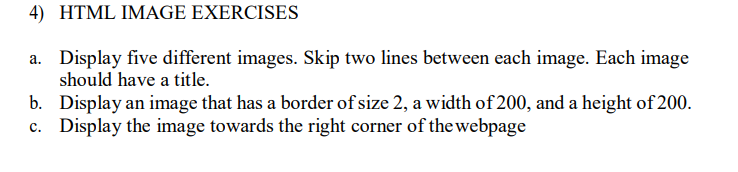 4) HTML IMAGE EXERCISES
a. Display five different images. Skip two lines between each image. Each image
should have a title.
b. Display an image that has a border of size 2, a width of 200, and a height of 200.
c. Display the image towards the right corner of thewebpage